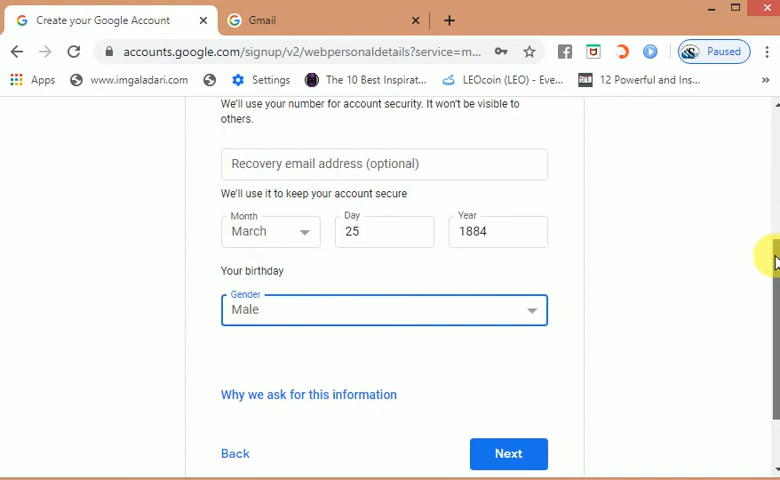 Create your Google Account
Gmail
accounts.google.com/signup/v2/webpersonaldetails?service=m...
Paused
Apps
www.imgaladari.com
Settings
The 10 Best Inspirat...
LEOcoin (LEO) - Eve...
12 Powerful and Ins...
We'll use your number for account security. It won't be visible to
others.
Recovery email address (optional)
We'll use it to keep your account secure
Month
Day
Year
March
25
1884
Your birthday
Gender
Male
Why we ask for this information
Back
Next